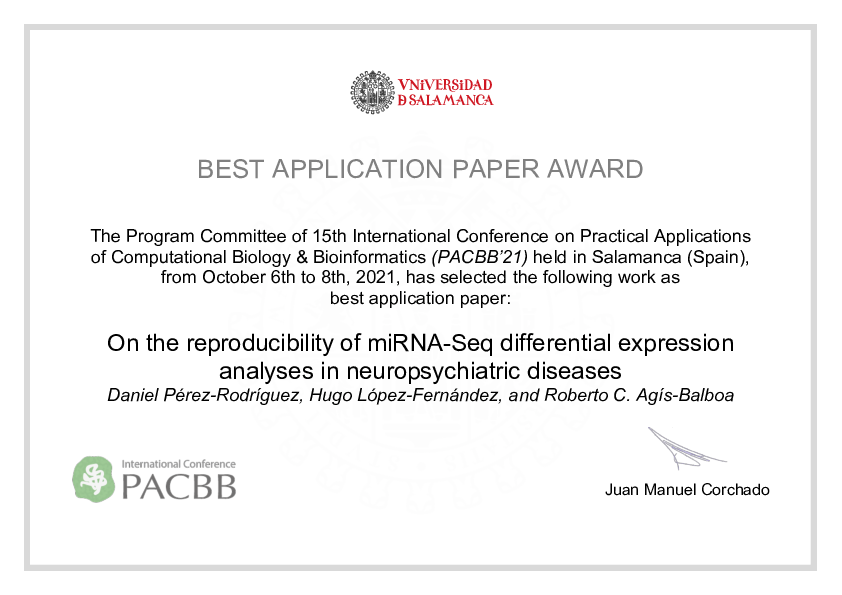 VNiVERSiDAD
D SALAMANCA
BEST APPLICATION PAPER AWARD
The Program Committee of 15th International Conference on Practical Applications
of Computational Biology & Bioinformatics (PACBB’21) held in Salamanca (Spain),
from October 6th to 8th, 2021, has selected the following work as
best application paper:
On the reproducibility of miRNA-Seq differential expression
analyses in neuropsychiatric diseases
Daniel Pérez-Rodríguez, Hugo López-Fernández, and Roberto C. Agís-Balboa
International Conference
PACBB
Juan Manuel Corchado